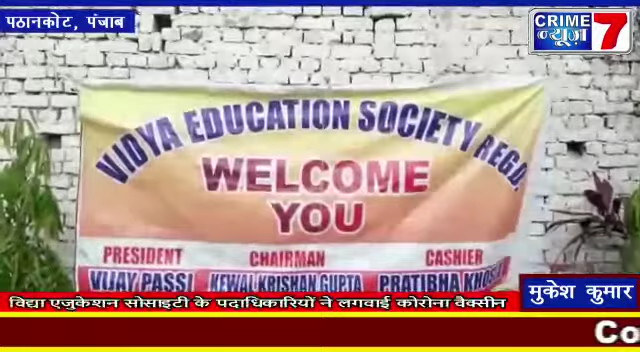 पठानकोट, पंजाब
CRIME
न्यूज़ 7
VIDYA EDUCATION SOCIETY REGD.
WELCOME
YOU
PRESIDENT CHAIRMAN CASHIER
VIJAY PASSI KEWAL KRISHAN GUPTA PRATIBHA
विद्या एजुकेशन सोसाइटी के पदाधिकारियों ने लगवाई कोरोना वैक्सीन
मुकेश कुमार
Co